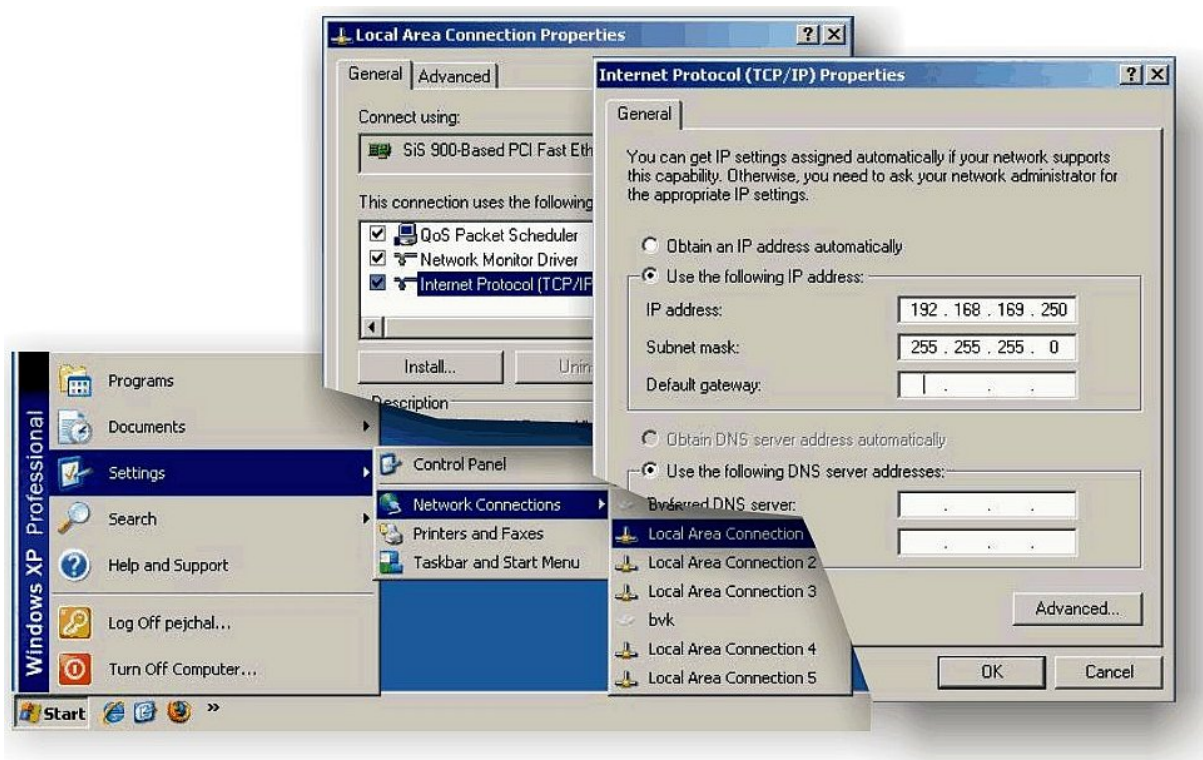 Local Area Connection Properties
General Advanced
Connect using:
SiS 900-Based PCI Fast Eth
This connection uses the following
QoS Packet Scheduler
Network Monitor Driver
Internet Protocol (TCP/IP
Install...
Unin
Description
Internet Protocol (TCP/IP) Properties
General
You can get IP settings assigned automatically if your network supports
this capability. Otherwise, you need to ask your network administrator for
the appropriate IP settings.
Obtain an IP address automatically
Use the following IP address:
IP address: 192 . 168 . 169 . 250
Subnet mask: 255 . 255 . 255 . 0
Default gateway: . . .
Obtain DNS server address automatically
Use the following DNS server addresses:
DNS server: . . .
. . .
Advanced...
OK Cancel
Windows XP Professional
Programs
Documents
Settings
Search
Help and Support
Log Off pejchal...
Turn Off Computer...
Control Panel
Network Connections
Printers and Faxes
Taskbar and Start Menu
Local Area Connection
Local Area Connection 2
Local Area Connection 3
bvk
Local Area Connection 4
Local Area Connection 5
Start »